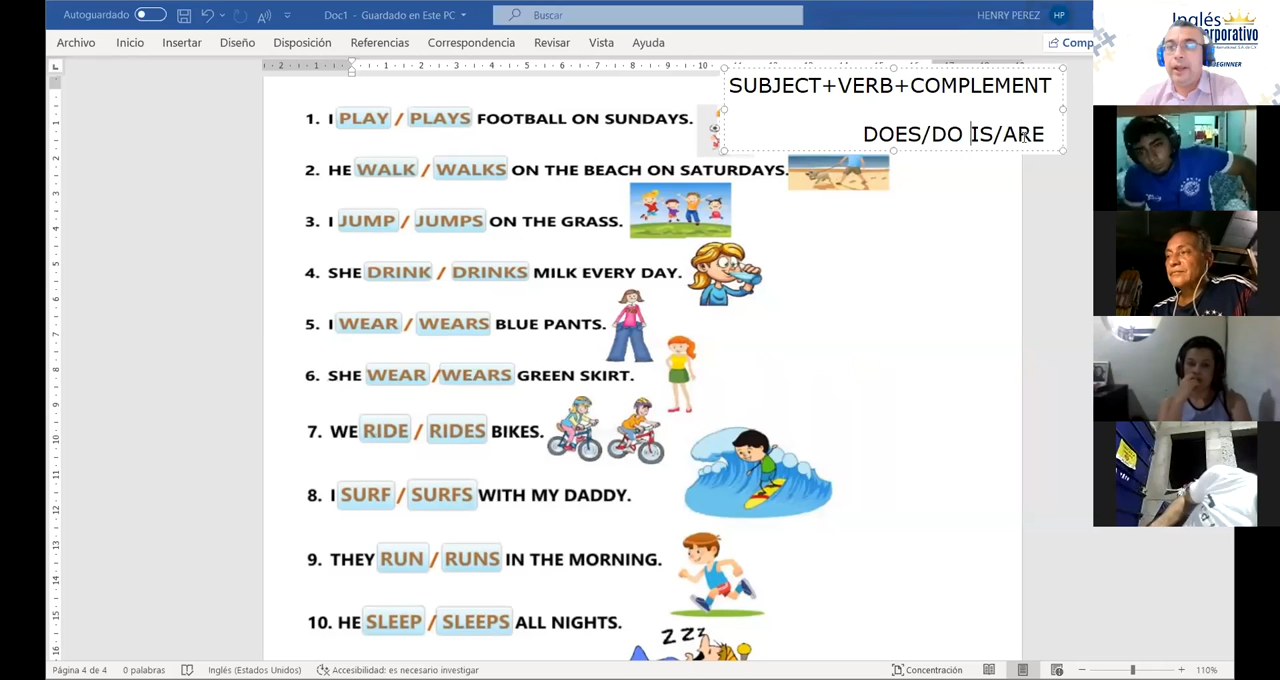 Autoguardado
Doc1 - Guardado en Este PC
Buscar
HENRY PEREZ HP
Archivo Inicio Insertar Diseño Disposición Referencias Correspondencia Revisar Vista Ayuda Comp
Inglés
BEGINNER
SUBJECT+VERB+COMPLEMENT
DOES/DO IS/ARE
1. I PLAY / PLAYS FOOTBALL ON SUNDAYS.
2. HE WALK / WALKS ON THE BEACH ON SATURDAYS.
3. I JUMP / JUMPS ON THE GRASS.
4. SHE DRINK / DRINKS MILK EVERY DAY.
5. I WEAR / WEARS BLUE PANTS.
6. SHE WEAR /WEARS GREEN SKIRT.
7. WE RIDE / RIDES BIKES.
8. I SURF / SURFS WITH MY DADDY.
9. THEY RUN / RUNS IN THE MORNING.
10. HE SLEEP / SLEEPS ALL NIGHTS.
ZZZ
Página 4 de 4 0 palabras Inglés (Estados Unidos) Accesibilidad: es necesario investigar Concentración 110%